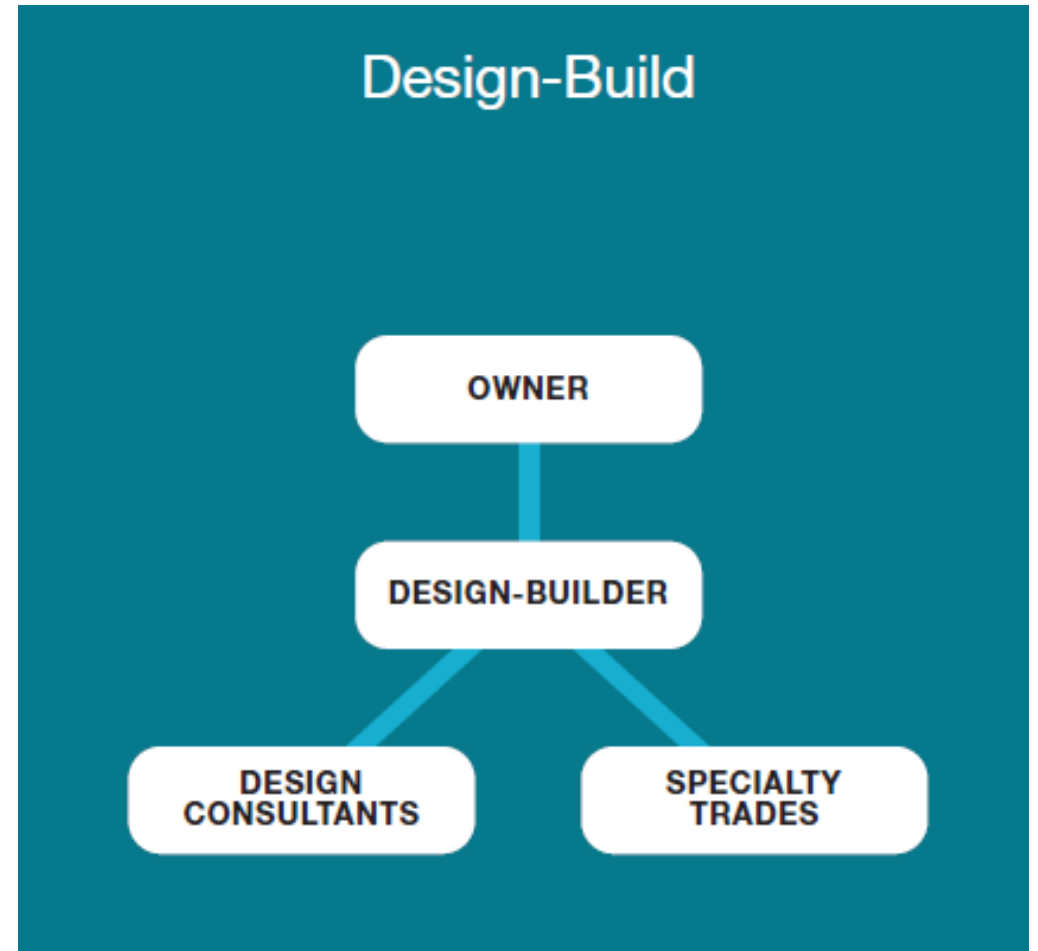 Design-Build
OWNER
DESIGN-BUILDER
DESIGN
CONSULTANTS
SPECIALTY
TRADES